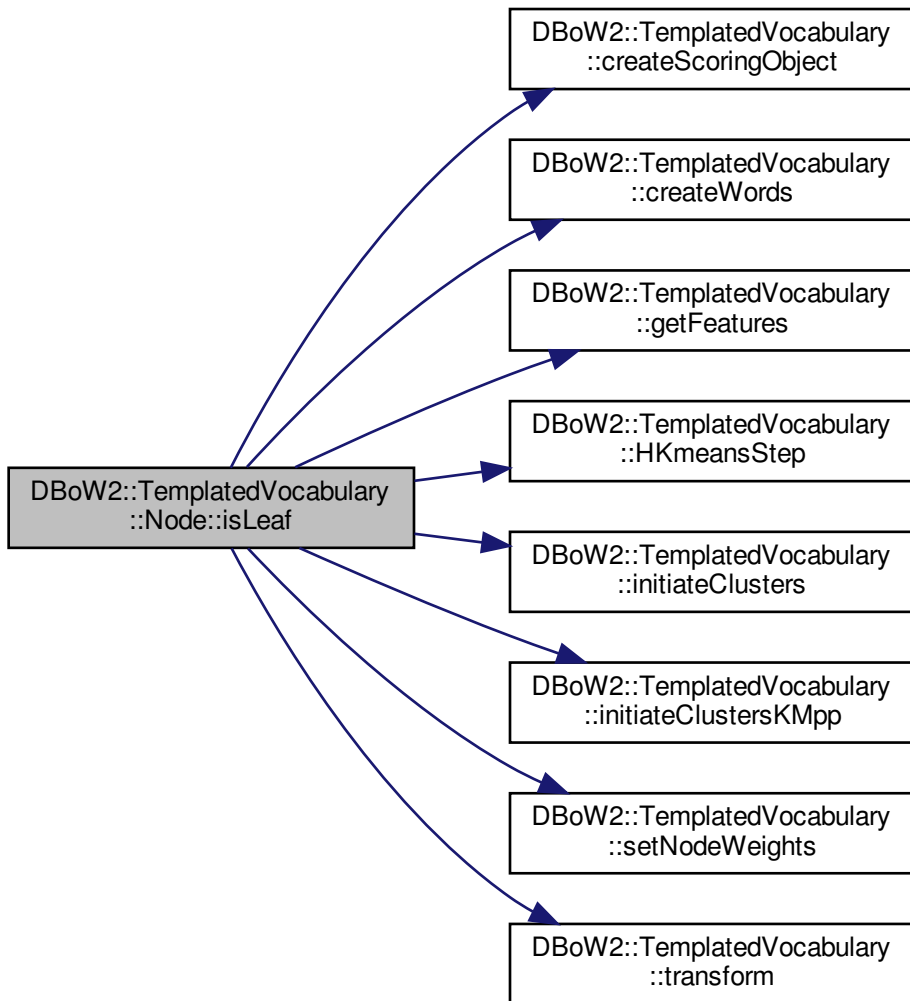 DBoW2::TemplatedVocabulary
::createScoringObject
DBoW2::TemplatedVocabulary
::createWords
DBoW2::TemplatedVocabulary
::getFeatures
DBoW2::TemplatedVocabulary
::HKmeansStep
DBoW2::TemplatedVocabulary
::Node::isLeaf
DBoW2::TemplatedVocabulary
::initiateClusters
DBoW2::TemplatedVocabulary
::initiateClustersKMpp
DBoW2::TemplatedVocabulary
::setNodeWeights
DBoW2::TemplatedVocabulary
::transform